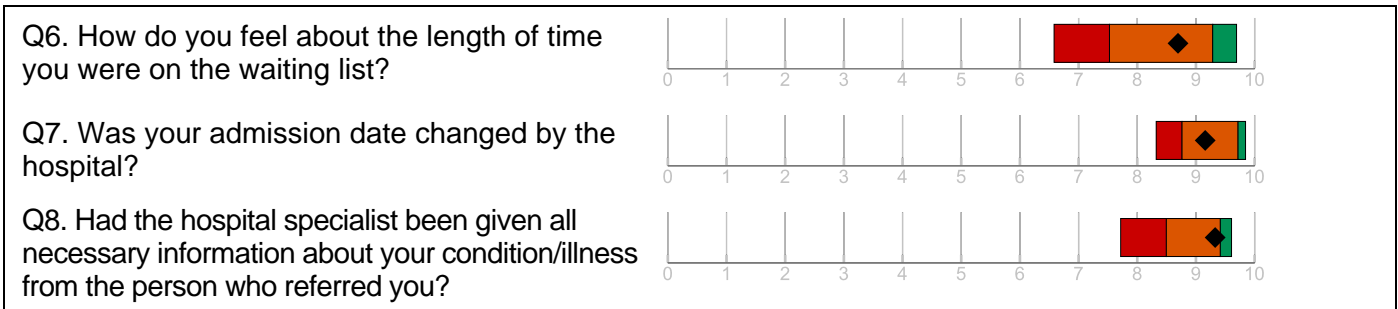 Q6. How do you feel about the length of time
you were on the waiting list?
0 1 2 3 4 5 6 7 8 9 10
Q7. Was your admission date changed by the
hospital?
0 1 2 3 4 5 6 7 8 9 10
Q8. Had the hospital specialist been given all
necessary information about your condition/illness
from the person who referred you?
0 1 2 3 4 5 6 7 8 9 10